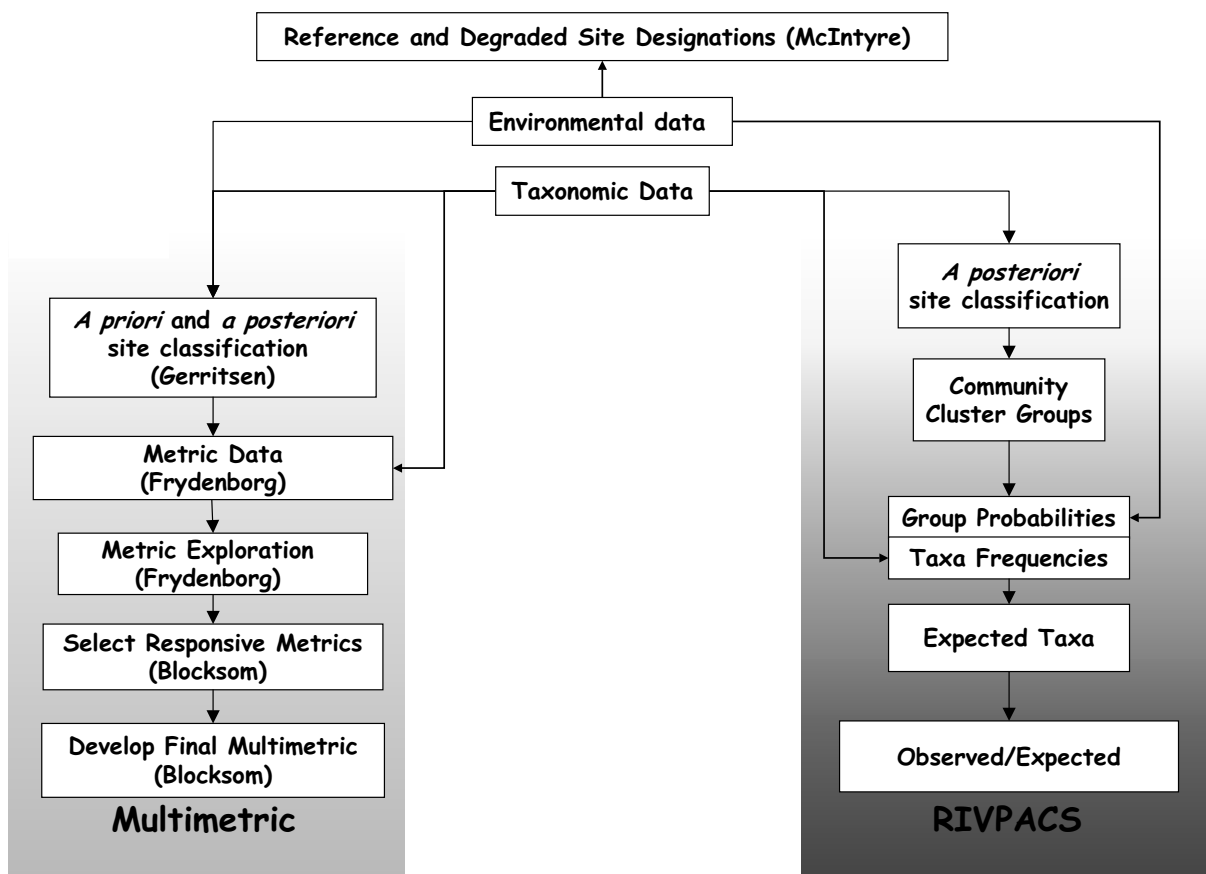 Reference and Degraded Site Designations (McIntyre)
Environmental data
Taxonomic Data
A priori and a posteriori
site classification
(Gerritsen)
Metric Data
(Frydenborg)
Metric Exploration
(Frydenborg)
Select Responsive Metrics
(Blocksom)
Develop Final Multimetric
(Blocksom)
Multimetric
A posteriori
site classification
Community
Cluster Groups
Group Probabilities
Taxa Frequencies
Expected Taxa
Observed/Expected
RIVPACS